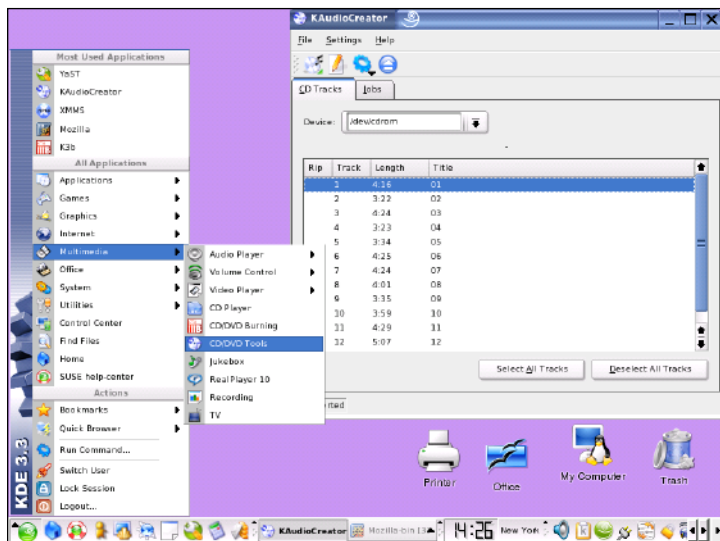 KDE 3.3
Most Used Applications
YaST
KAudioCreator
XMMS
Mozilla
K3b
All Applications
Applications
Games
Graphics
Internet
Multimedia
Office
System
Utilities
Control Center
Find Files
Home
SUSE help-center
Actions
Bookmarks
Quick Browser
Run Command...
Switch User
Lock Session
Logout...
Audio Player
Volume Control
Video Player
CD Player
CD/DVD Burning
CD/DVD Tools
Jukebox
RealPlayer 10
Recording
TV
KAudioCreator
File Settings Help
CD Tracks Jobs
Device: /dev/cdrom
Rip Track Length Title
1 4:16 01
2 3:22 02
3 4:24 03
4 3:23 04
5 3:34 05
6 4:25 06
7 4:24 07
8 4:01 08
9 3:35 09
10 3:59 10
11 4:29 11
12 5:07 12
Select All Tracks Deselect All Tracks
rted
Printer Office My Computer Trash
KAudioCreator Mozilla-bin [3 14:26 New York